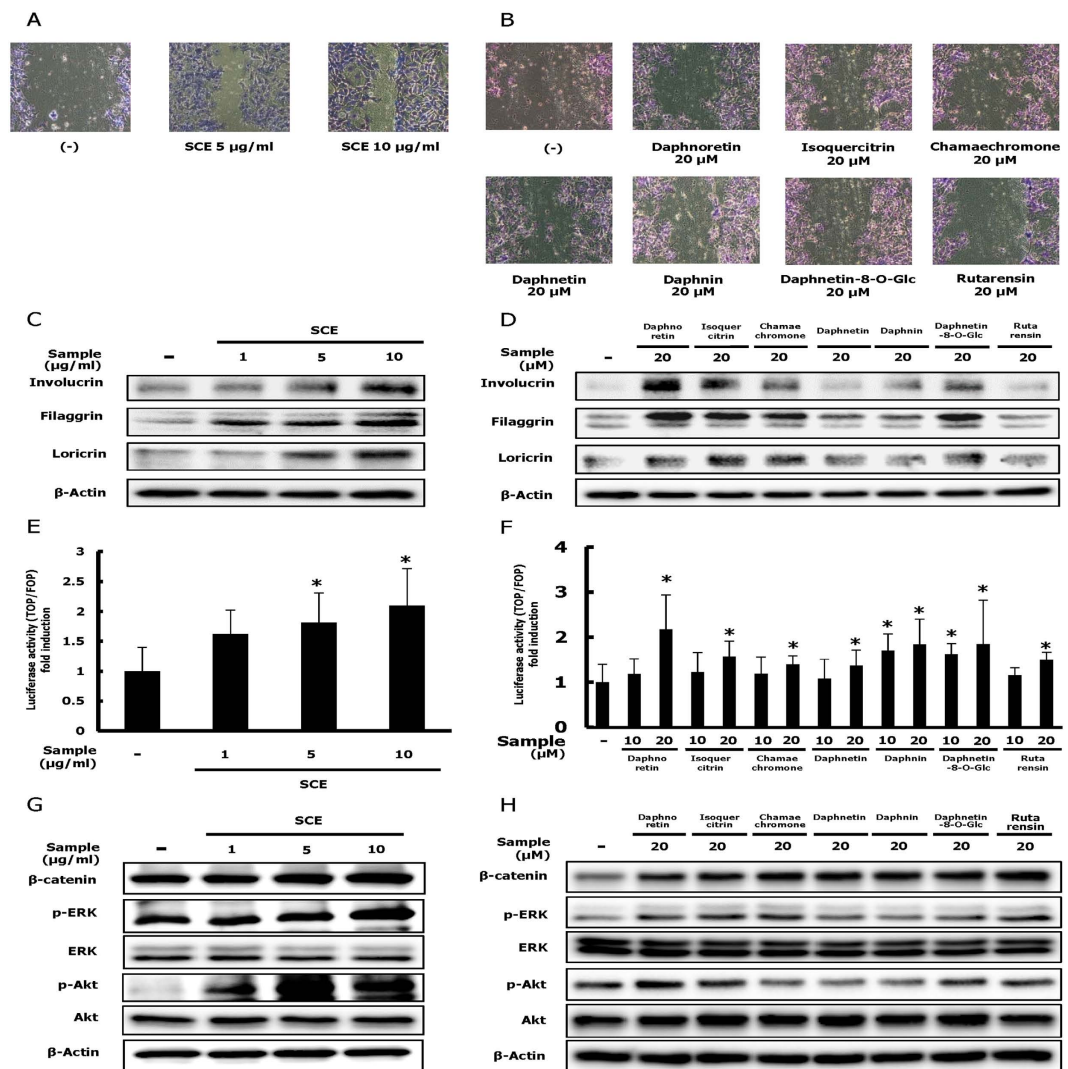 A
(-)
SCE 5 µg/ml
SCE 10 µg/ml
B
(-)
Daphnoretin
20 µM
Isoquercitrin
20 µM
Chamaechromone
20 µM
Daphnetin
20 µM
Daphnin
20 µM
Daphnetin-8-O-Glc
20 µM
Rutarensin
20 µM
C
SCE
Sample
(µg/ml)
– 1 5 10
Involucrin
Filaggrin
Loricrin
β-Actin
D
Daphno
retin
Isoquer
citrin
Chamae
chromone
Daphnetin
Daphnin
Daphnetin
-8-O-Glc
Ruta
rensin
Sample
(µM)
– 20 20 20 20 20 20 20
Involucrin
Filaggrin
Loricrin
β-Actin
E
Luciferase activity (TOP/FOP)
fold induction
3
2.5
2
1.5
1
0.5
0
* *
Sample
µg/ml)
– 1 5 10
SCE
F
Luciferase activity (TOP/FOP)
fold induction
4
3
2
1
0
* * * * * * * * *
Sample
(µM)
– 10 20 10 20 10 20 10 20 10 20 10 20 10 20
Daphno
retin
Isoquer
citrin
Chamae
chromone
Daphnetin
Daphnin
Daphnetin
-8-O-Glc
Ruta
rensin
G
SCE
Sample
(µg/ml)
– 1 5 10
β-catenin
p-ERK
ERK
p-Akt
Akt
β-Actin
H
Daphno
retin
Isoquer
citrin
Chamae
chromone
Daphnetin
Daphnin
Daphnetin
-8-O-Glc
Ruta
rensin
Sample
(µM)
– 20 20 20 20 20 20 20
β-catenin
p-ERK
ERK
p-Akt
Akt
β-Actin